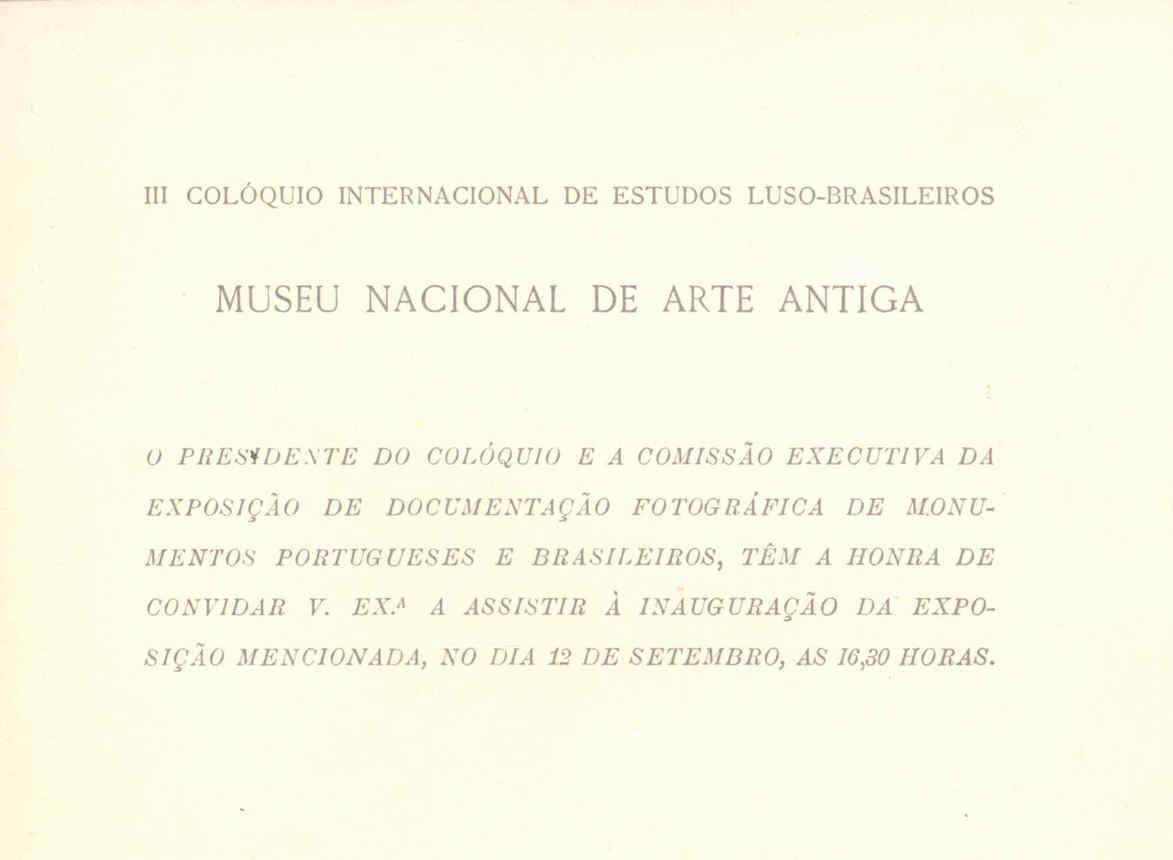 III COLÓQUIO INTERNACIONAL DE ESTUDOS LUSO-BRASILEIROS
MUSEU NACIONAL DE ARTE ANTIGA
O PRESIDENTE DO COLÓQUIO E A COMISSÃO EXECUTIVA DA
EXPOSIÇÃO DE DOCUMENTAÇÃO FOTOGRÁFICA DE MONU-
MENTOS PORTUGUESES E BRASILEIROS, TÊM A HONRA DE
CONVIDAR V. EX.ᴬ A ASSISTIR À INAUGURAÇÃO DA EXPO-
SIÇÃO MENCIONADA, NO DIA 12 DE SETEMBRO, AS 16,30 HORAS.